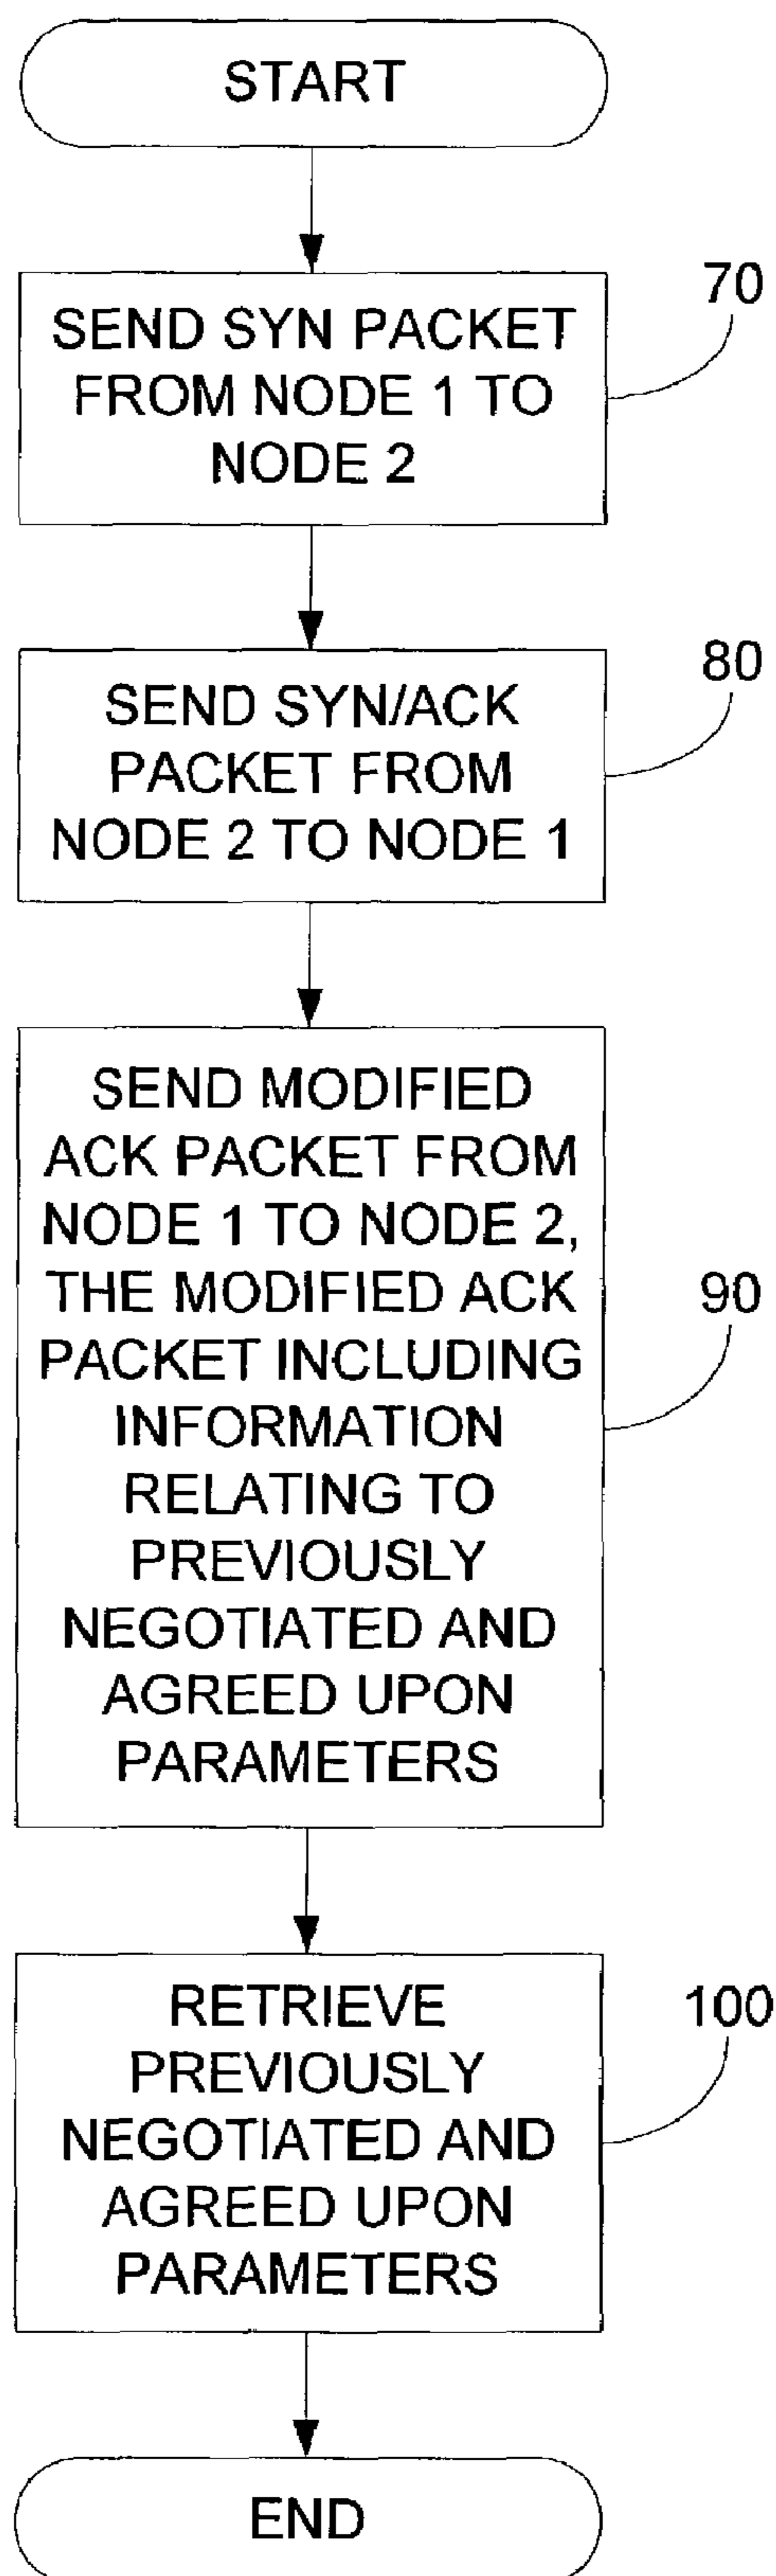 START
70
SEND SYN PACKET
FROM NODE 1 TO
NODE 2
80
SEND SYN/ACK
PACKET FROM
NODE 2 TO NODE 1
SEND MODIFIED
ACK PACKET FROM
NODE 1 TO NODE 2,
THE MODIFIED ACK
90
PACKET INCLUDING
INFORMATION
RELATING TO
PREVIOUSLY
NEGOTIATED AND
AGREED UPON
PARAMETERS
RETRIEVE
100
PREVIOUSLY
NEGOTIATED AND
AGREED UPON
PARAMETERS
END